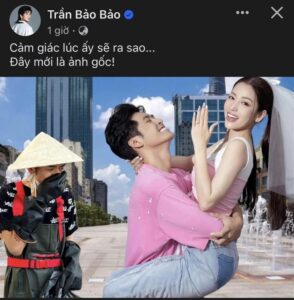 Trần Bảo Bảo
1 giờ ·
Cảm giác lúc ấy sẽ ra sao...
Đây mới là ảnh gốc!